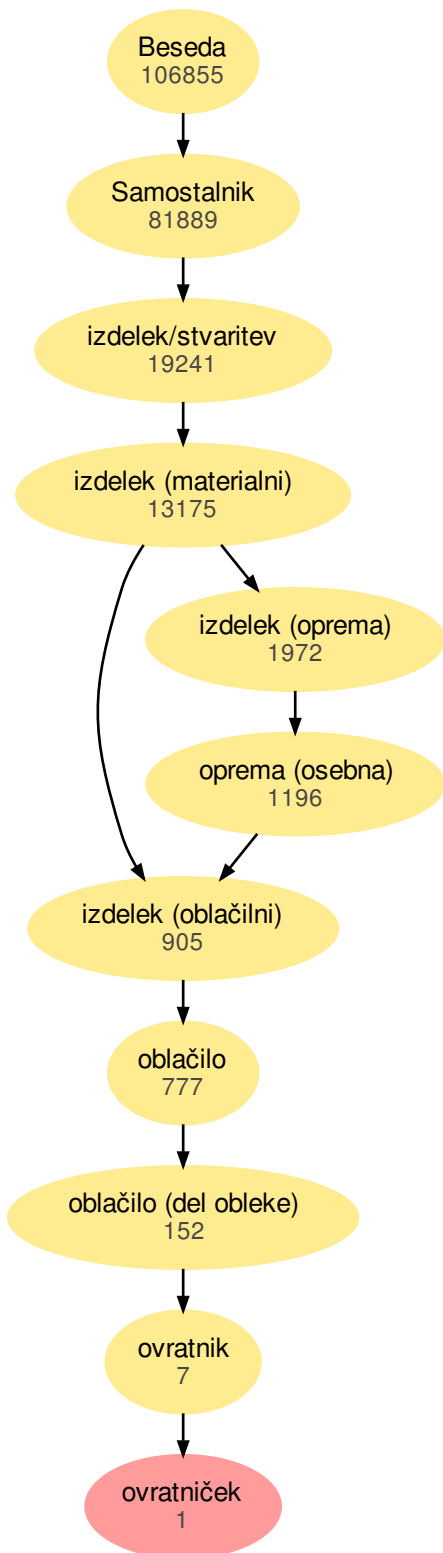 Beseda
106855
Samostalnik
81889
izdelek/stvaritev
19241
izdelek (materialni)
13175
izdelek (oprema)
1972
oprema (osebna)
1196
izdelek (oblačilni)
905
oblačilo
777
oblačilo (del obleke)
152
ovratnik
7
ovratniček
1